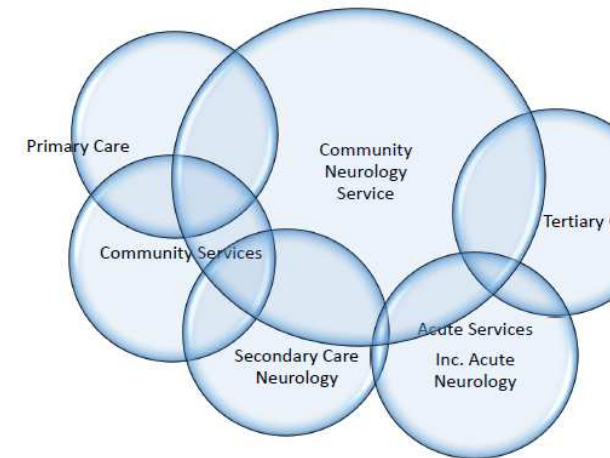 Primary Care
Community
Neurology
Service
Tertiary
Community Services
Acute Services
Secondary Care
Neurology
Inc. Acute
Neurology